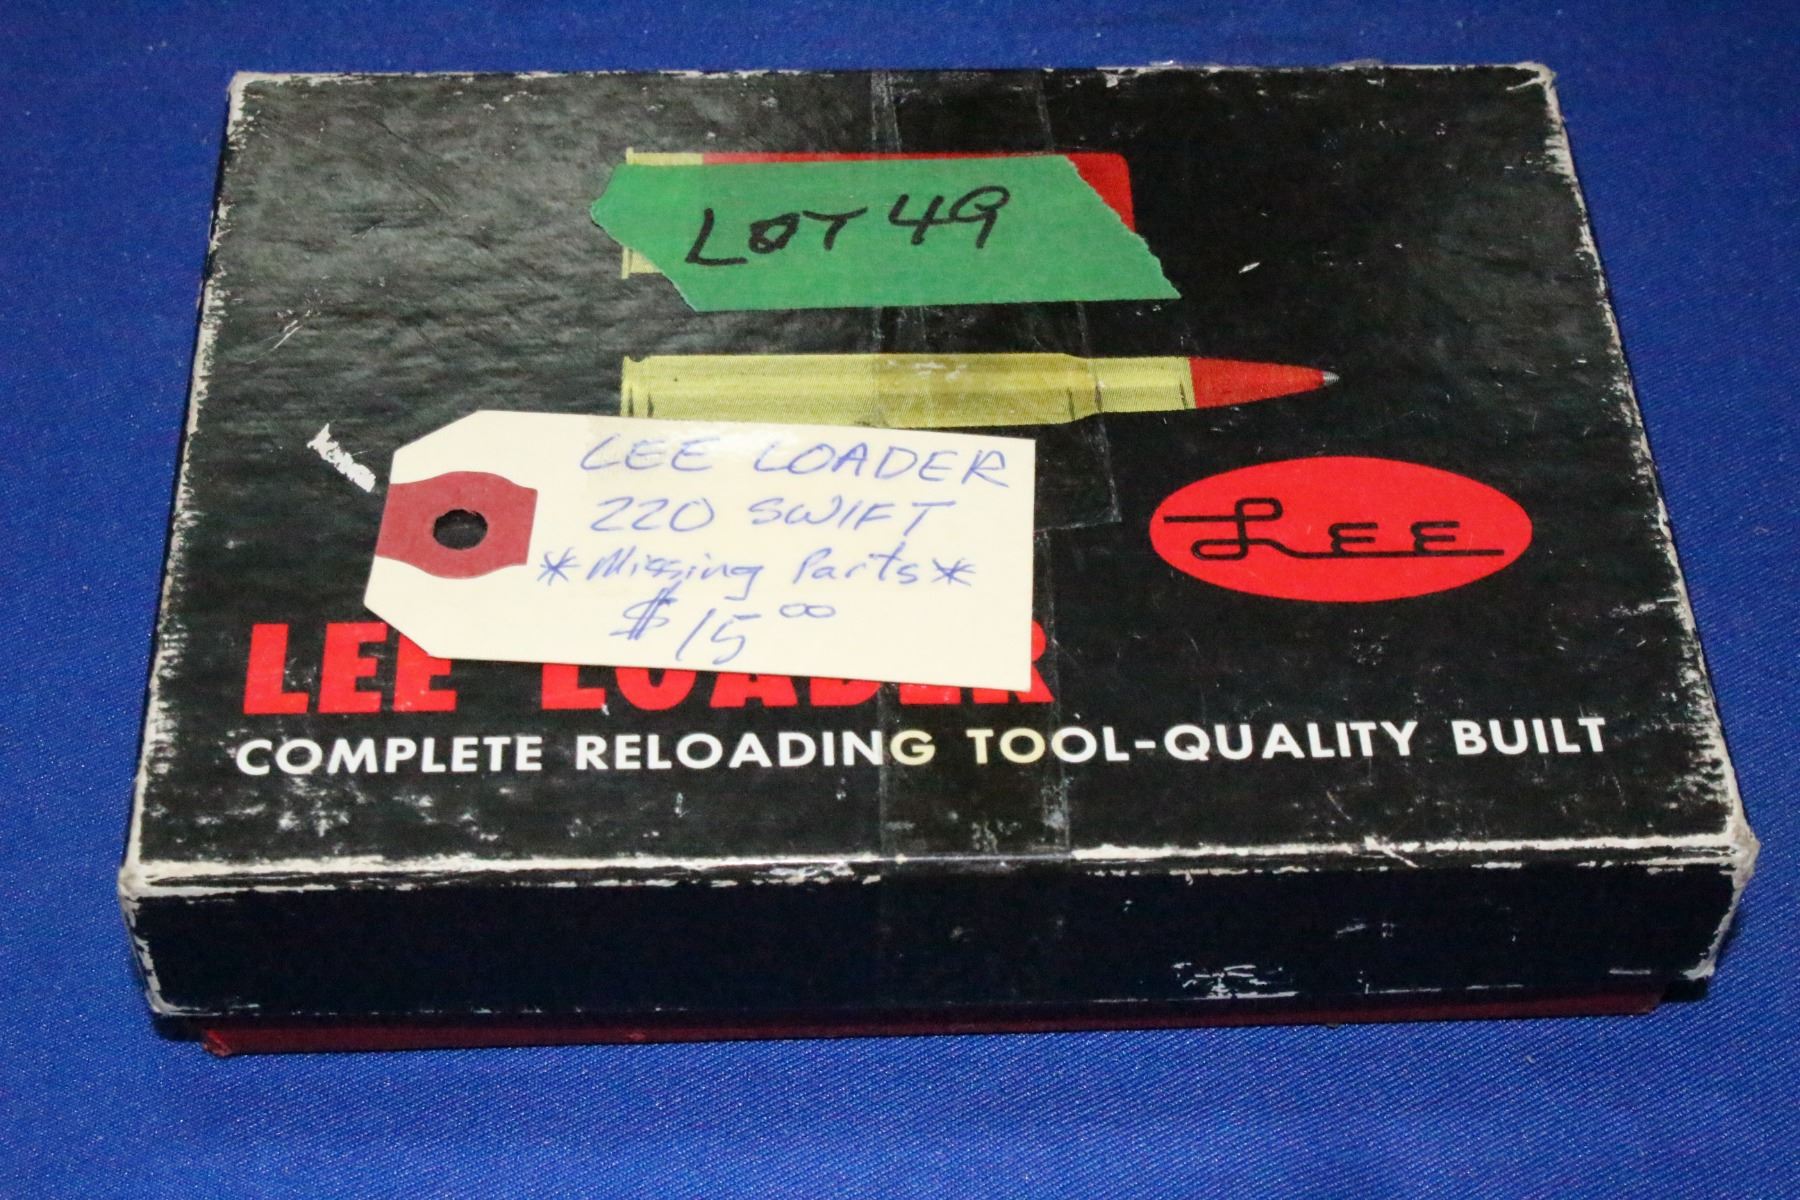 LOT 49
LEE LOADER
220 SWIFT
*Missing Parts*
$15.00
LEE
LEE LOADER
COMPLETE RELOADING TOOL-QUALITY BUILT